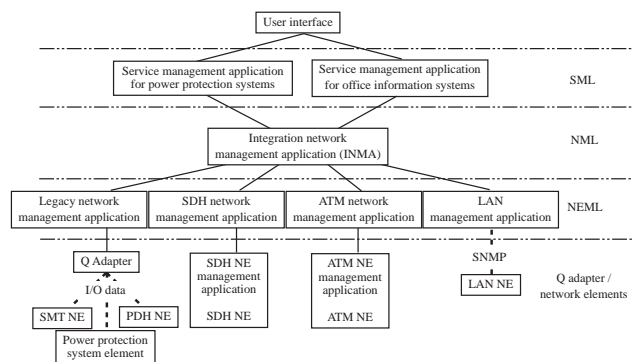 User interface
Service management application
for power protection systems
Service management application
for office information systems
SML
Integration network
management application (INMA)
NML
Legacy network
management application
SDH network
management application
ATM network
management application
LAN
management application
NEML
Q Adapter
I/O data
SMT NE
PDH NE
Power protection
system element
SDH NE
management
application
SDH NE
ATM NE
management
application
ATM NE
SNMP
LAN NE
Q adapter /
network elements